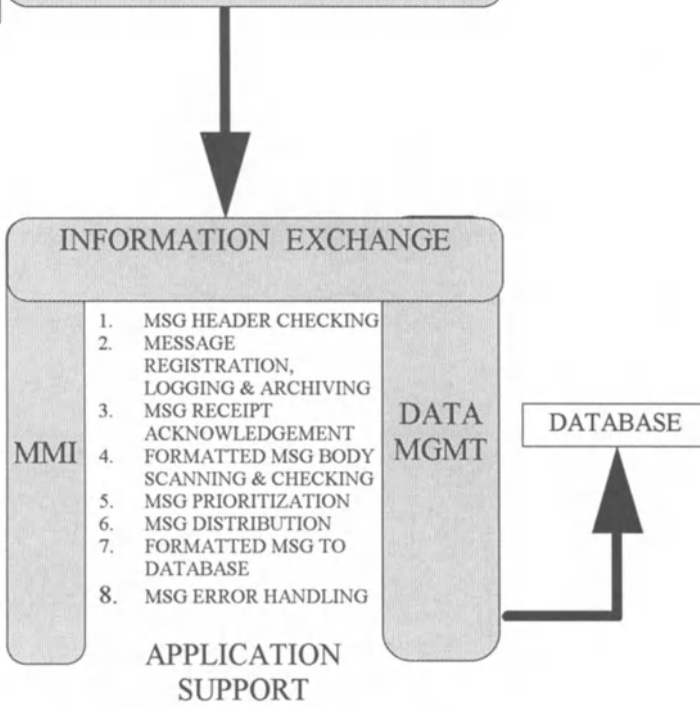 INFORMATION EXCHANGE
1. MSG HEADER CHECKING
2. MESSAGE
REGISTRATION,
LOGGING & ARCHIVING
3. MSG RECEIPT
ACKNOWLEDGEMENT
4. FORMATTED MSG BODY
SCANNING & CHECKING
5. MSG PRIORITIZATION
6. MSG DISTRIBUTION
7. FORMATTED MSG TO
DATABASE
8. MSG ERROR HANDLING
MMI
DATA
MGMT
DATABASE
APPLICATION
SUPPORT